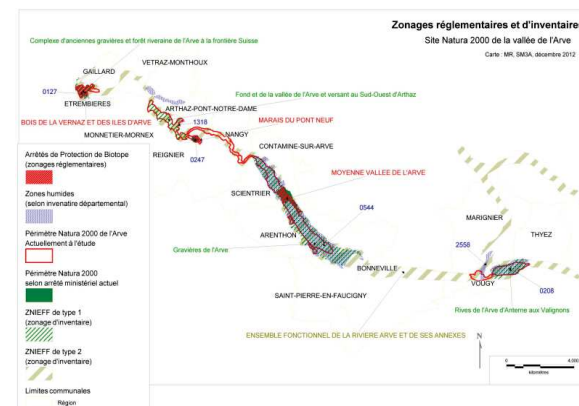 Zonages réglementaires et d'inventaire
Site Natura 2000 de la vallée de l'Arve
Carte : MR, SM3A, décembre 2012
Complexe d'anciennes gravières et forêt riveraine de l'Arve à la frontière Suisse
VETRAZ-MONTHOUX
GAILLARD
0127
ETREMBIERES
Fond et de la vallée de l'Arve et versant au Sud-Ouest d'Arthaz
ARTHAZ-PONT-NOTRE-DAME
BOIS DE LA VERNAZ ET DES ILES D'ARVE
1318
MARAIS DU PONT NEUF
MONNETIER-MORNEX
NANGY
REIGNIER
0247
CONTAMINE-SUR-ARVE
MOYENNE VALLEE DE L'ARVE
SCIENTRIER
0544
MARIGNIER
THYEZ
ARENTHON
Gravières de l'Arve
2558
BONNEVILLE
VOUGY
0208
SAINT-PIERRE-EN-FAUCIGNY
Rives de l'Arve d'Anterne aux Valignons
ENSEMBLE FONCTIONNEL DE LA RIVIERE ARVE ET DE SES ANNEXES
N
0
4,000
kilomètres
Arrêtés de Protection de Biotope
(zonages réglementaires)
Zones humides
(selon invenatire départemental)
Périmètre Natura 2000 de l'Arve
Actuellement à l'étude
Périmètre Natura 2000
selon arrêté ministériel actuel
ZNIEFF de type 1
(zonage d'inventaire)
ZNIEFF de type 2
(zonage d'inventaire)
Limites communales
Région